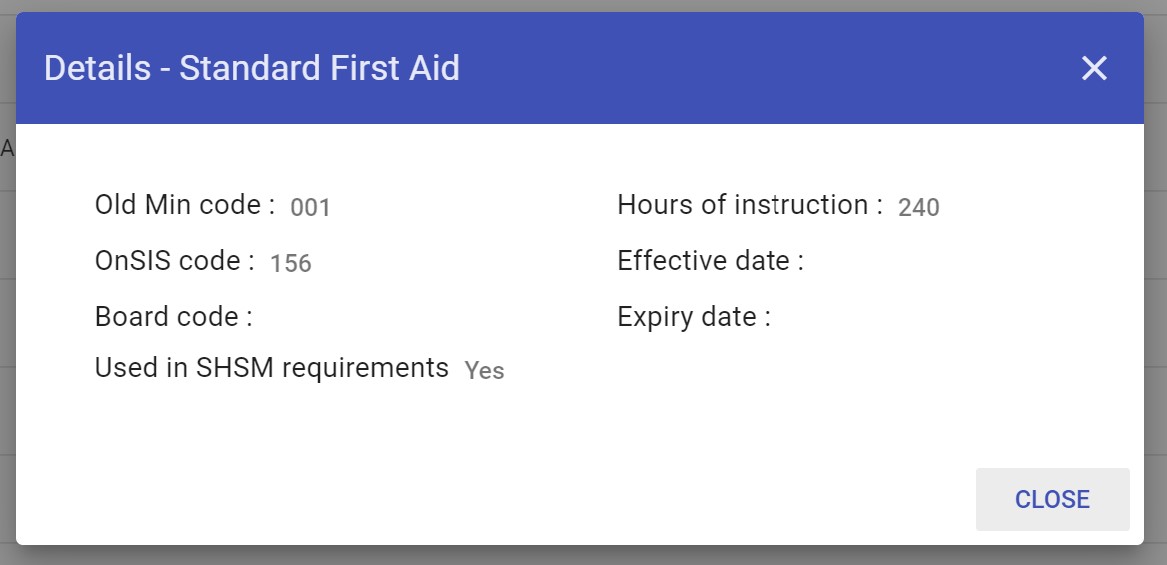 Details - Standard First Aid
A
Old Min code : 001
Hours of instruction : 240
OnSIS code : 156
Effective date :
Board code :
Expiry date :
Used in SHSM requirements Yes
CLOSE